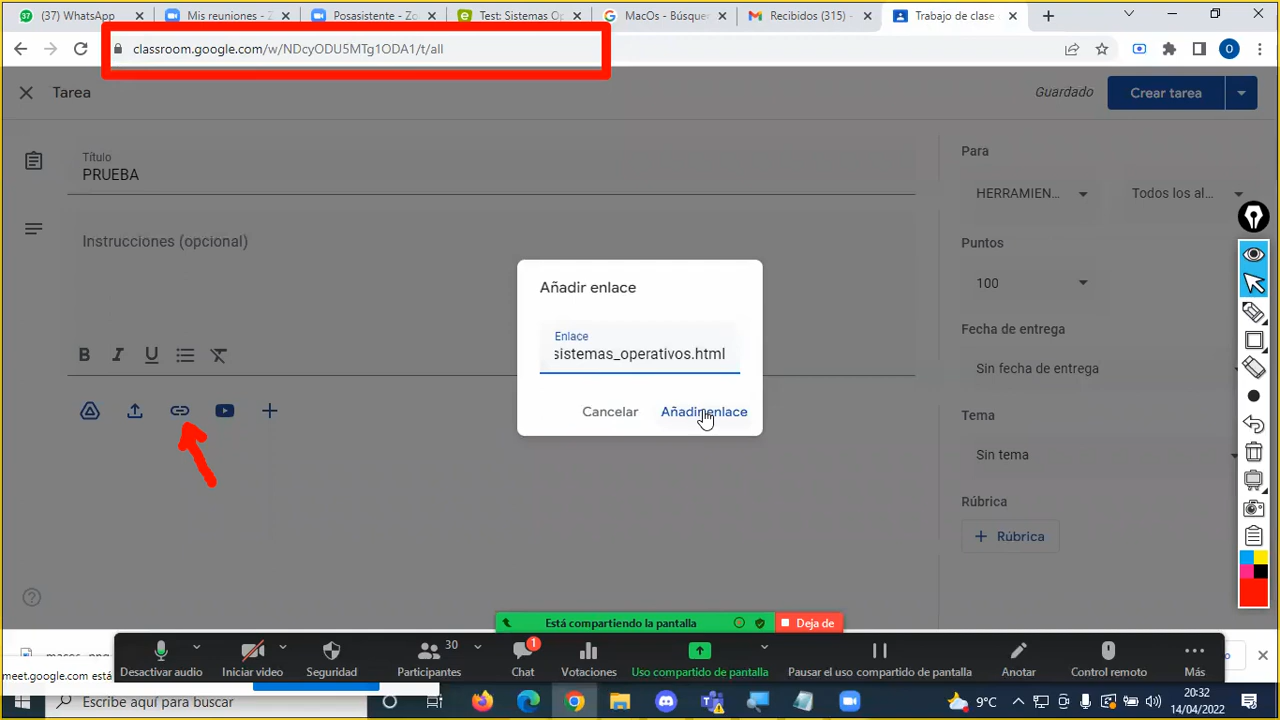 (37) WhatsApp
Mis reuniones - Z
Posasistente - Zo
Test: Sistemas Op
MacOs - Búsque
Recibidos (315) -
Trabajo de clase
classroom.google.com/w/NDcyODU5MTg1ODA1/t/all
O
Tarea
Guardado
Crear tarea
Título
PRUEBA
Instrucciones (opcional)
Para
HERRAMIEN...
Todos los al...
Puntos
100
Fecha de entrega
Sin fecha de entrega
Tema
Sin tema
Rúbrica
+ Rúbrica
Añadir enlace
Enlace
sistemas_operativos.html
Cancelar
Añadir enlace
Está compartiendo la pantalla
Deja de
Desactivar audio
Iniciar video
Seguridad
30
Participantes
1
Chat
Votaciones
Uso compartido de pantalla
Pausar el uso compartido de pantalla
Anotar
Control remoto
Más
meet.google.com está
Escribe aquí para buscar
9°C
20:32
14/04/2022